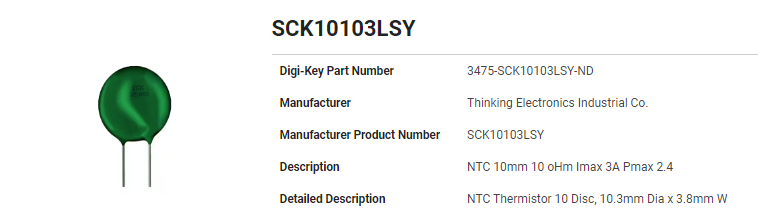 SCK10103LSY
Digi-Key Part Number 3475-SCK10103LSY-ND
Manufacturer Thinking Electronics Industrial Co.
Manufacturer Product Number SCK10103LSY
Description NTC 10mm 10 oHm Imax 3A Pmax 2.4
Detailed Description NTC Thermistor 10 Disc, 10.3mm Dia x 3.8mm W